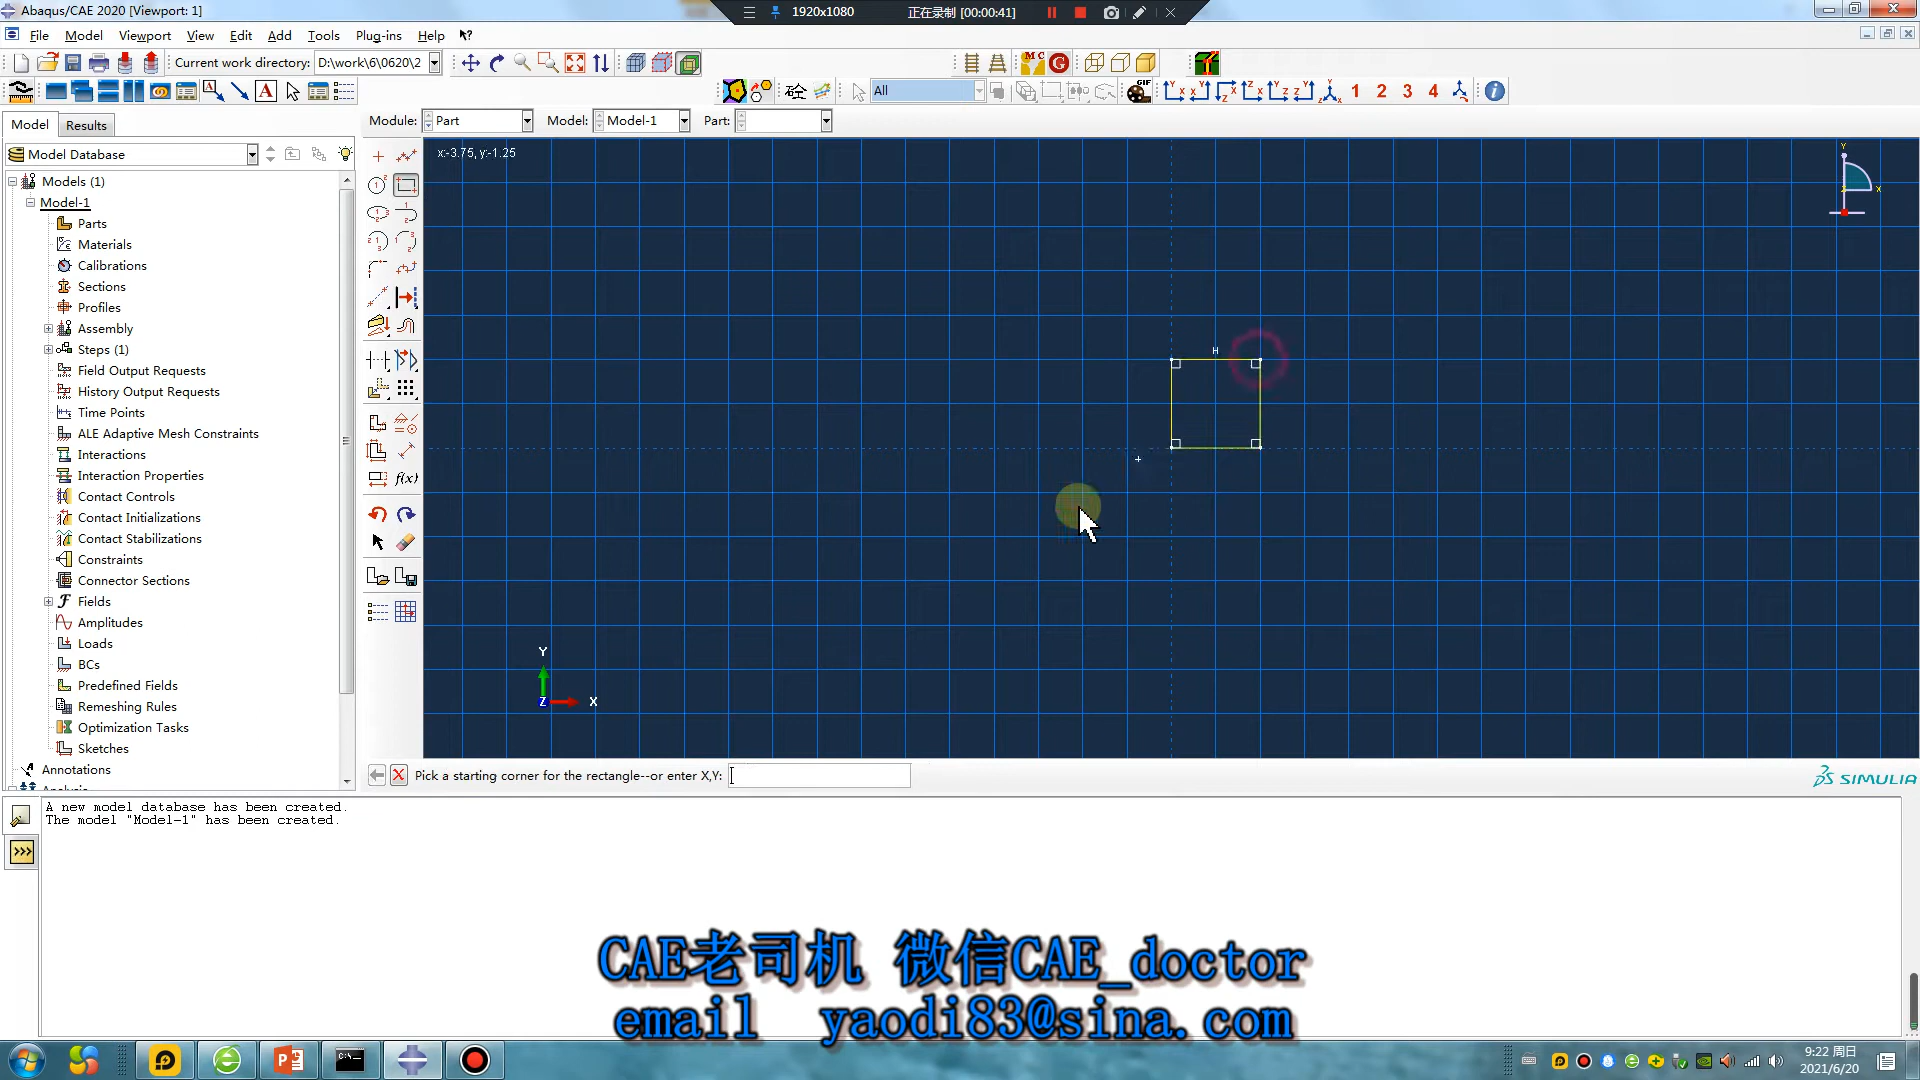 Abaqus/CAE 2020 [Viewport: 1]
1920x1080
正在录制 [00:00:41]
File Model Viewport View Edit Add Tools Plug-ins Help
Current work directory: D:\work\6\0620\2
All
1 2 3 4
Model Results
Module: Part Model: Model-1 Part:
Model Database
x:-3.75, y:-1.25
Models (1)
Model-1
Parts
Materials
Calibrations
Sections
Profiles
Assembly
Steps (1)
Field Output Requests
History Output Requests
Time Points
ALE Adaptive Mesh Constraints
Interactions
Interaction Properties
Contact Controls
Contact Initializations
Contact Stabilizations
Constraints
Connector Sections
Fields
Amplitudes
Loads
BCs
Predefined Fields
Remeshing Rules
Optimization Tasks
Sketches
Annotations
f(x)
H
Y
X
Z
Y
X
Pick a starting corner for the rectangle--or enter X,Y:
SIMULIA
A new model database has been created.
The model "Model-1" has been created.
CAE老司机 微信CAE_doctor
email yaodi83@sina.com
9:22 周日
2021/6/20